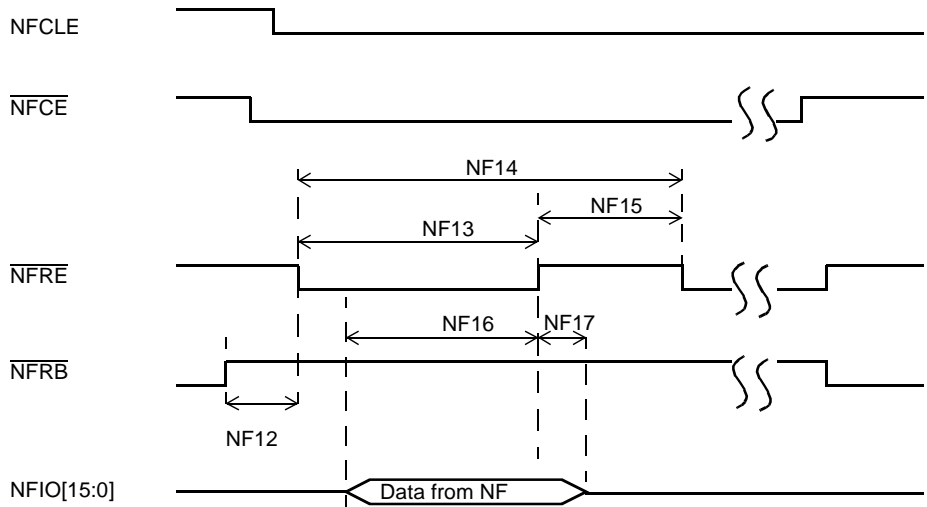 NFCLE
NFCE
NF14
NF15
NF13
NFRE
NF16 NF17
NFRB
NF12
NFIO[15:0] Data from NF